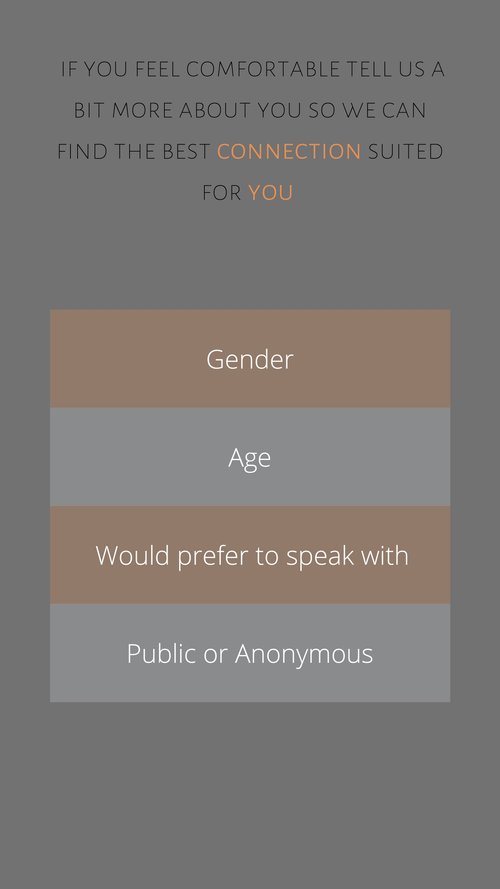 IF YOU FEEL COMFORTABLE TELL US A
BIT MORE ABOUT YOU SO WE CAN
FIND THE BEST CONNECTION SUITED
FOR YOU
Gender
Age
Would prefer to speak with
Public or Anonymous